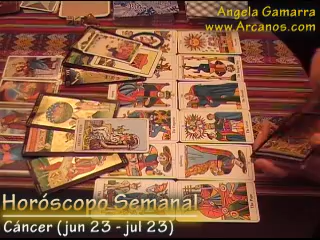 Angela Gamarra
www.Arcanos.com
Horóscopo Semanal
Cáncer (jun 23 - jul 23)